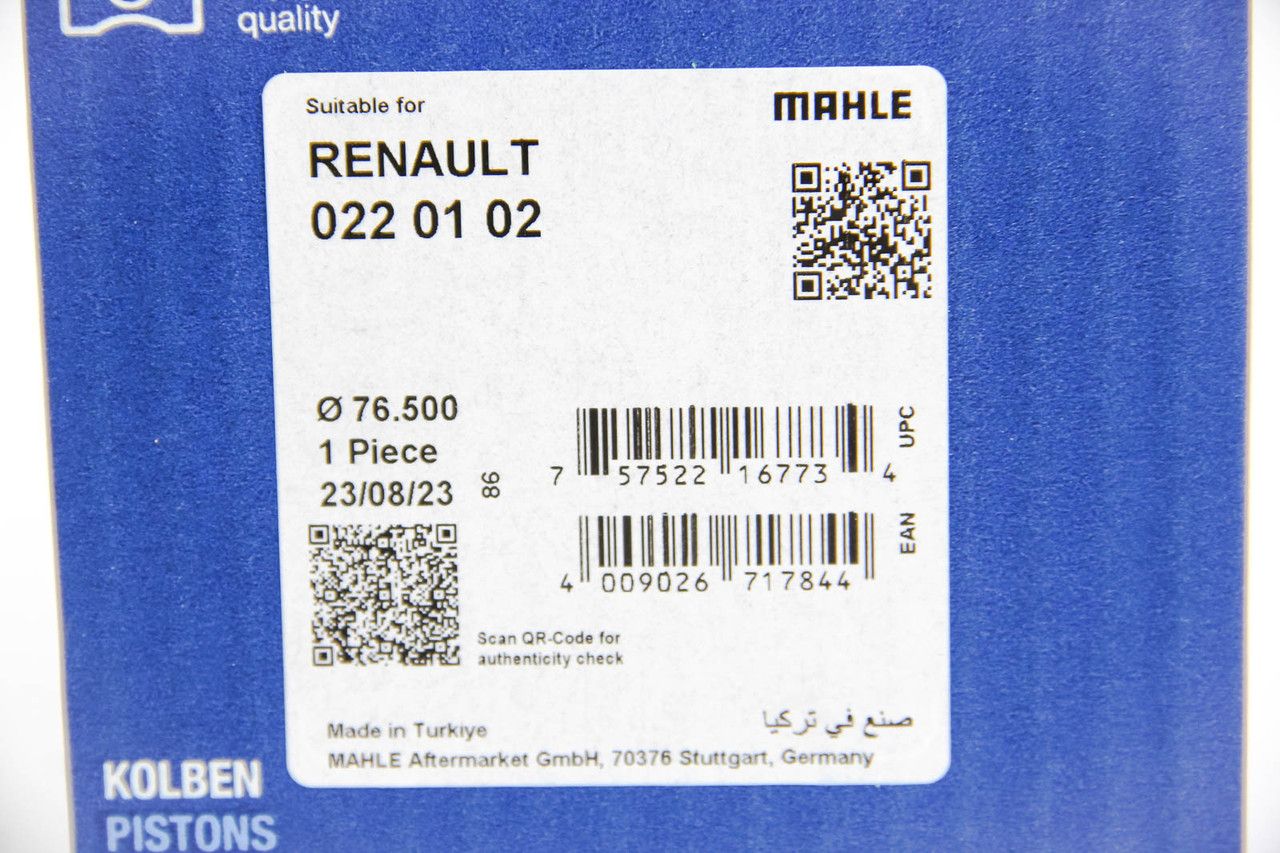 quality
Suitable for
MAHLE
RENAULT
022 01 02
Ø 76.500
1 Piece
23/08/23
86
7 57522 16773 4
UPC
4 009026 717844
EAN
Scan QR-Code for
authenticity check
Made in Turkiye
صنع في تركيا
MAHLE Aftermarket GmbH, 70376 Stuttgart, Germany
KOLBEN
PISTONS